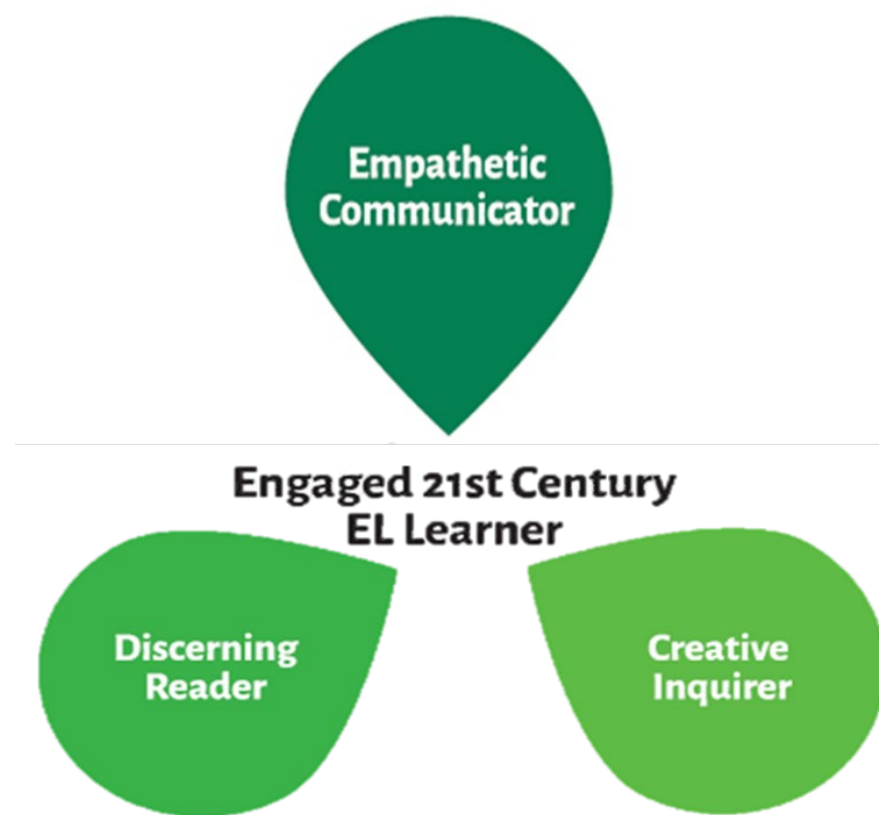 Empathetic
Communicator
Engaged 21st Century
EL Learner
Discerning
Reader
Creative
Inquirer